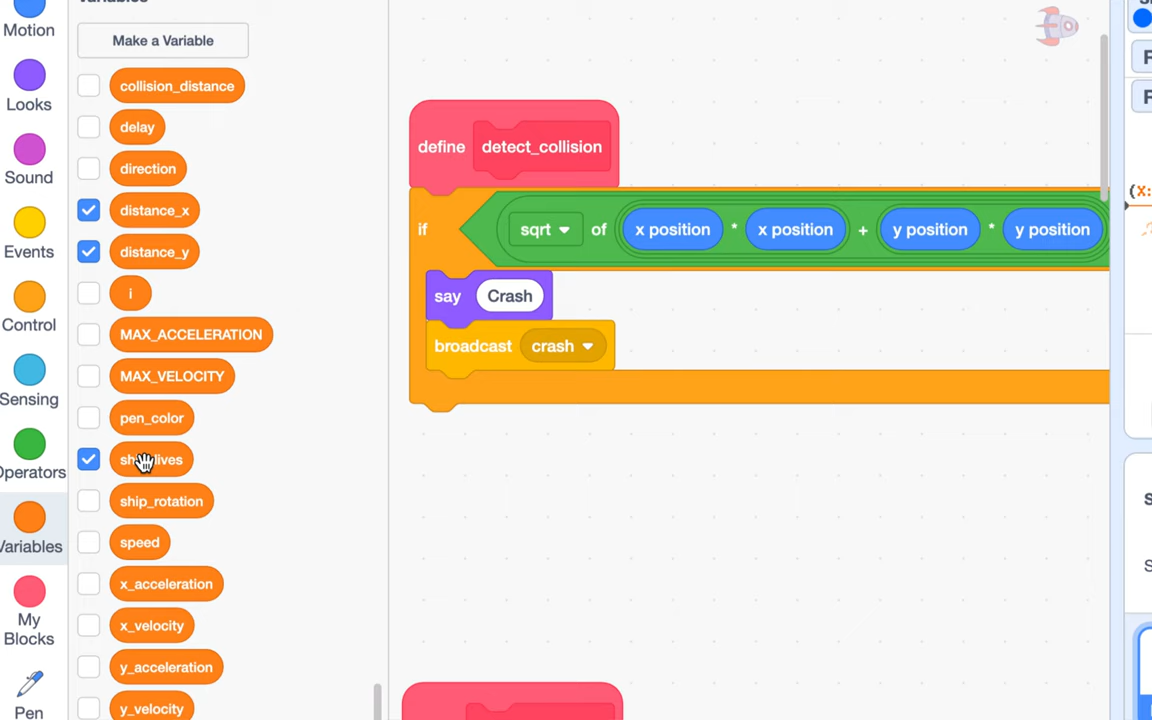 Variables
Motion
Looks
Sound
Events
Control
Sensing
Operators
Variables
My
Blocks
Pen
Make a Variable
collision_distance
delay
direction
distance_x
distance_y
i
MAX_ACCELERATION
MAX_VELOCITY
pen_color
ship_rotation
speed
x_acceleration
x_velocity
y_acceleration
y_velocity
define detect_collision
if sqrt of x position * x position + y position * y position
say Crash
broadcast crash
(x: